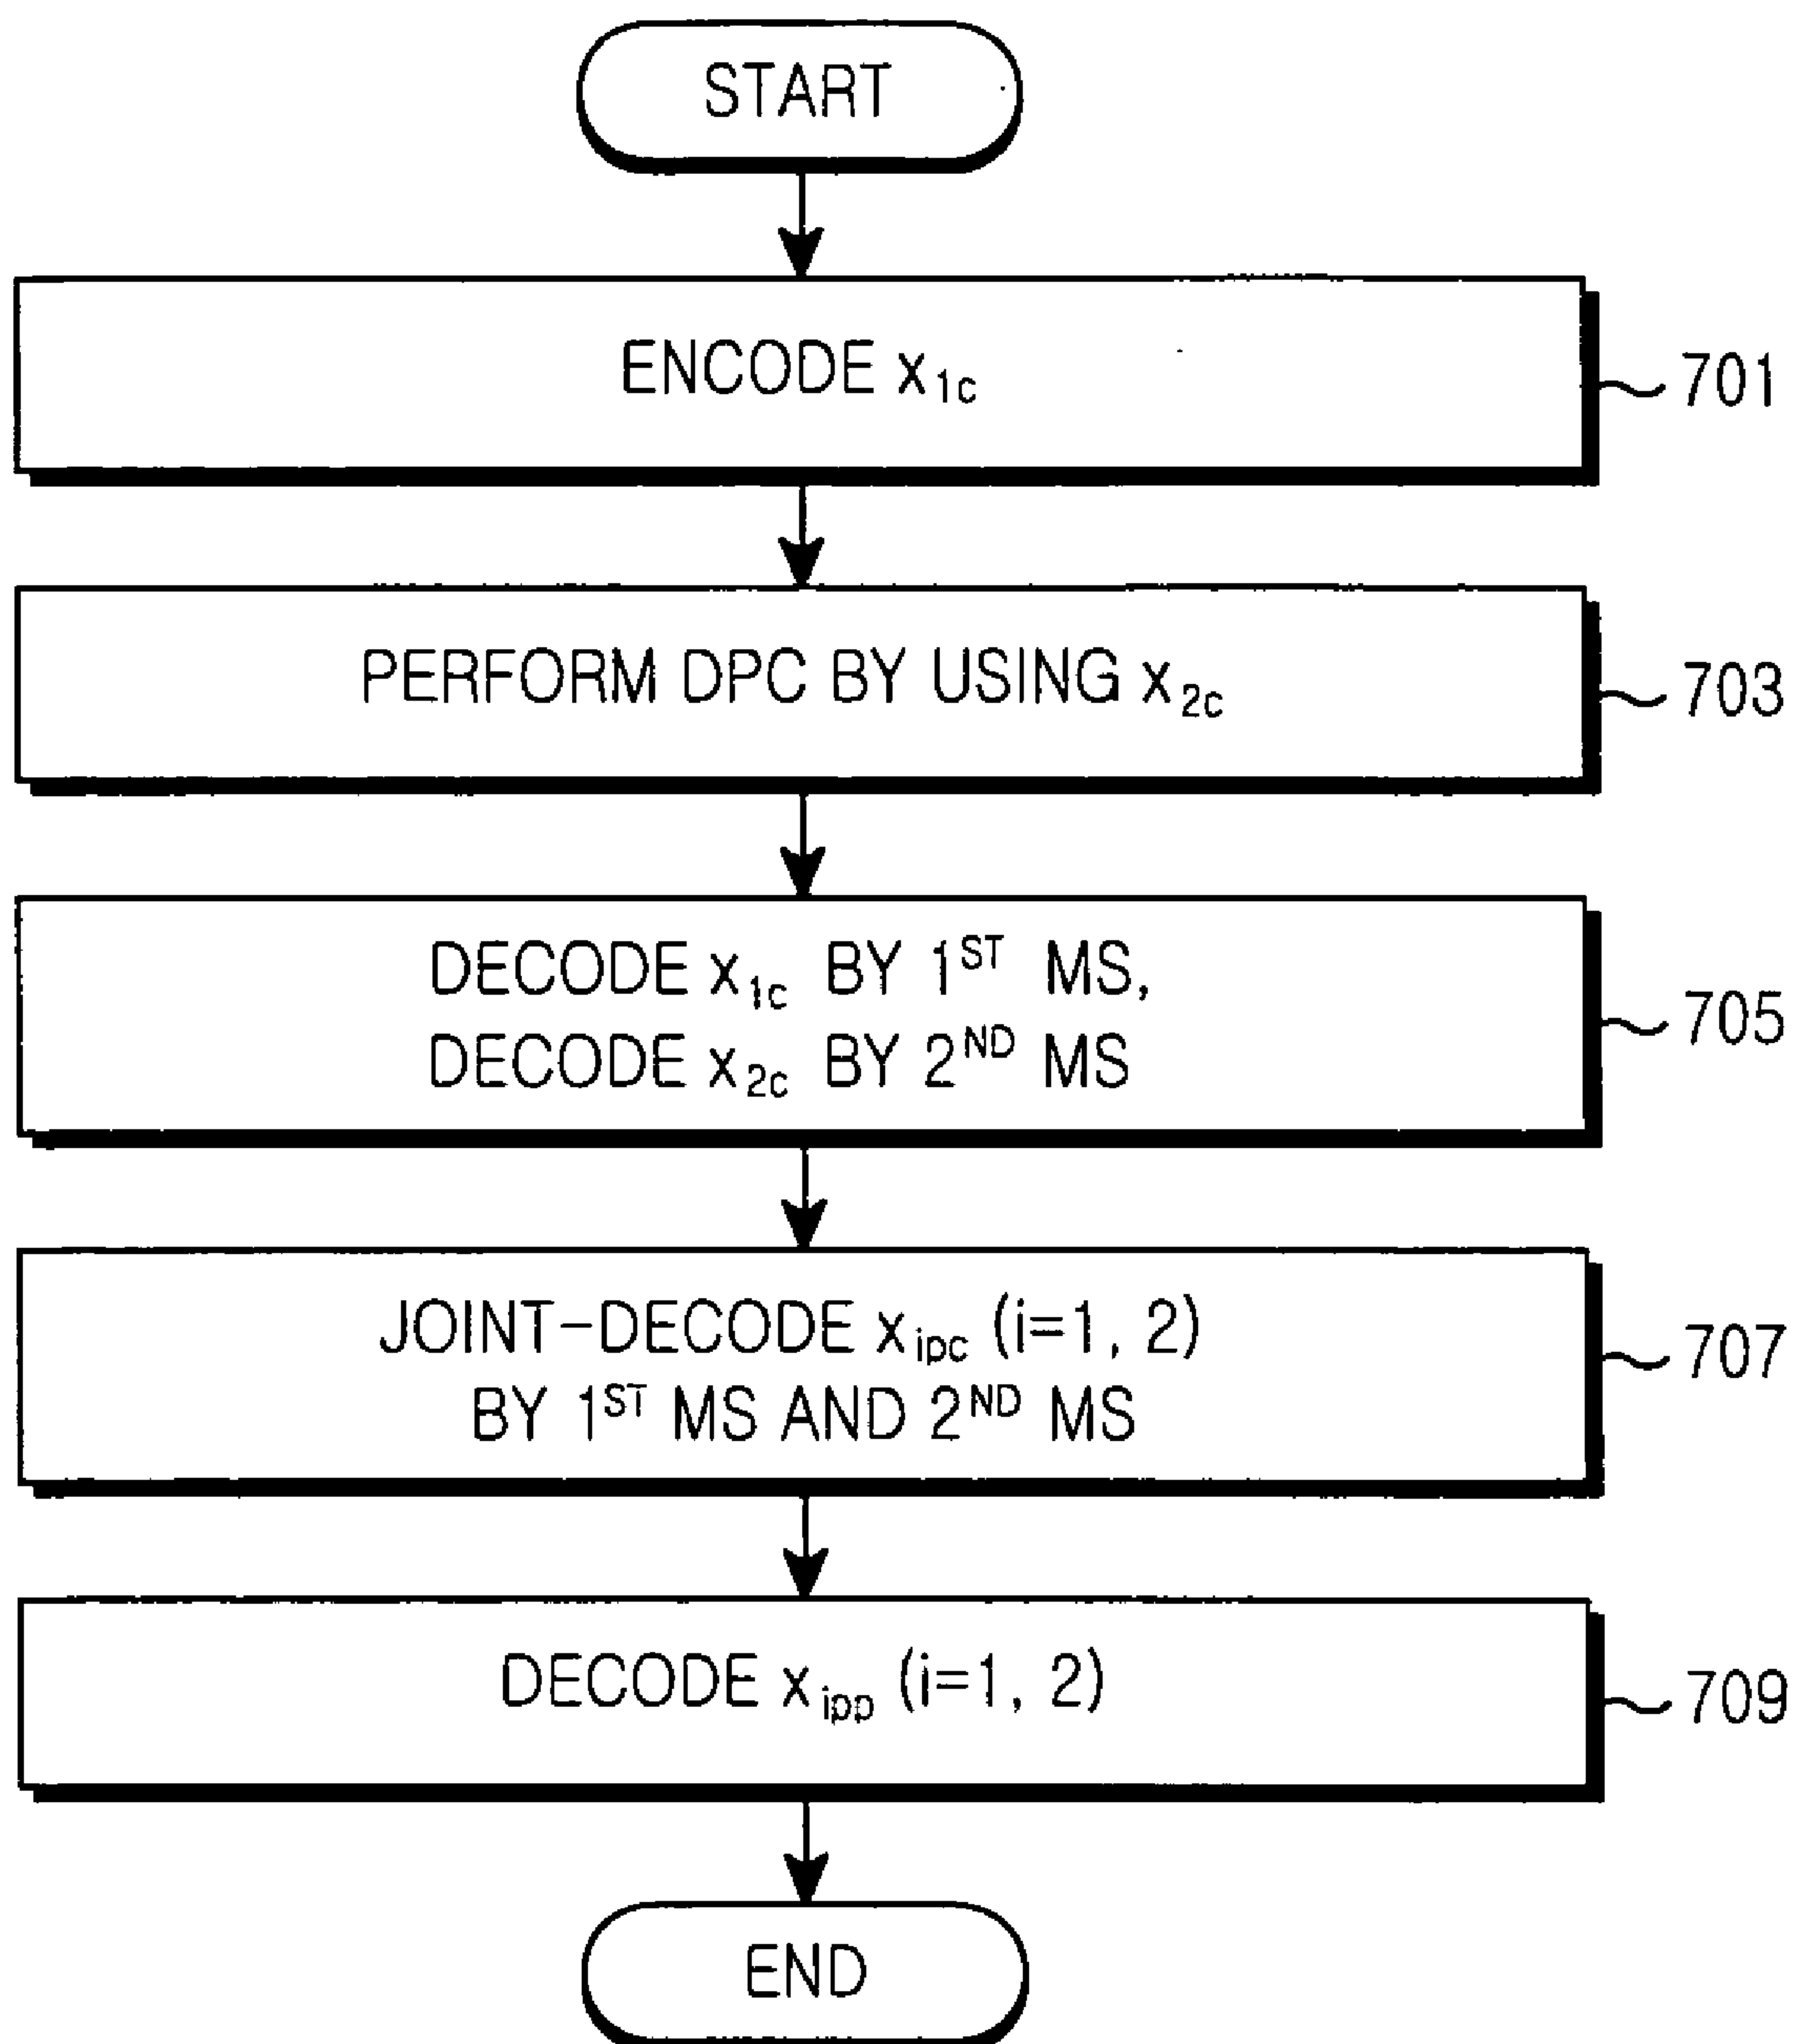 START
ENCODE x1c
701
PERFORM DPC BY USING x2c
703
DECODE x1c BY 1ST MS,
DECODE x2c BY 2ND MS
705
JOINT-DECODE xipc (i=1, 2)
BY 1ST MS AND 2ND MS
707
DECODE xipp (i=1, 2)
709
END